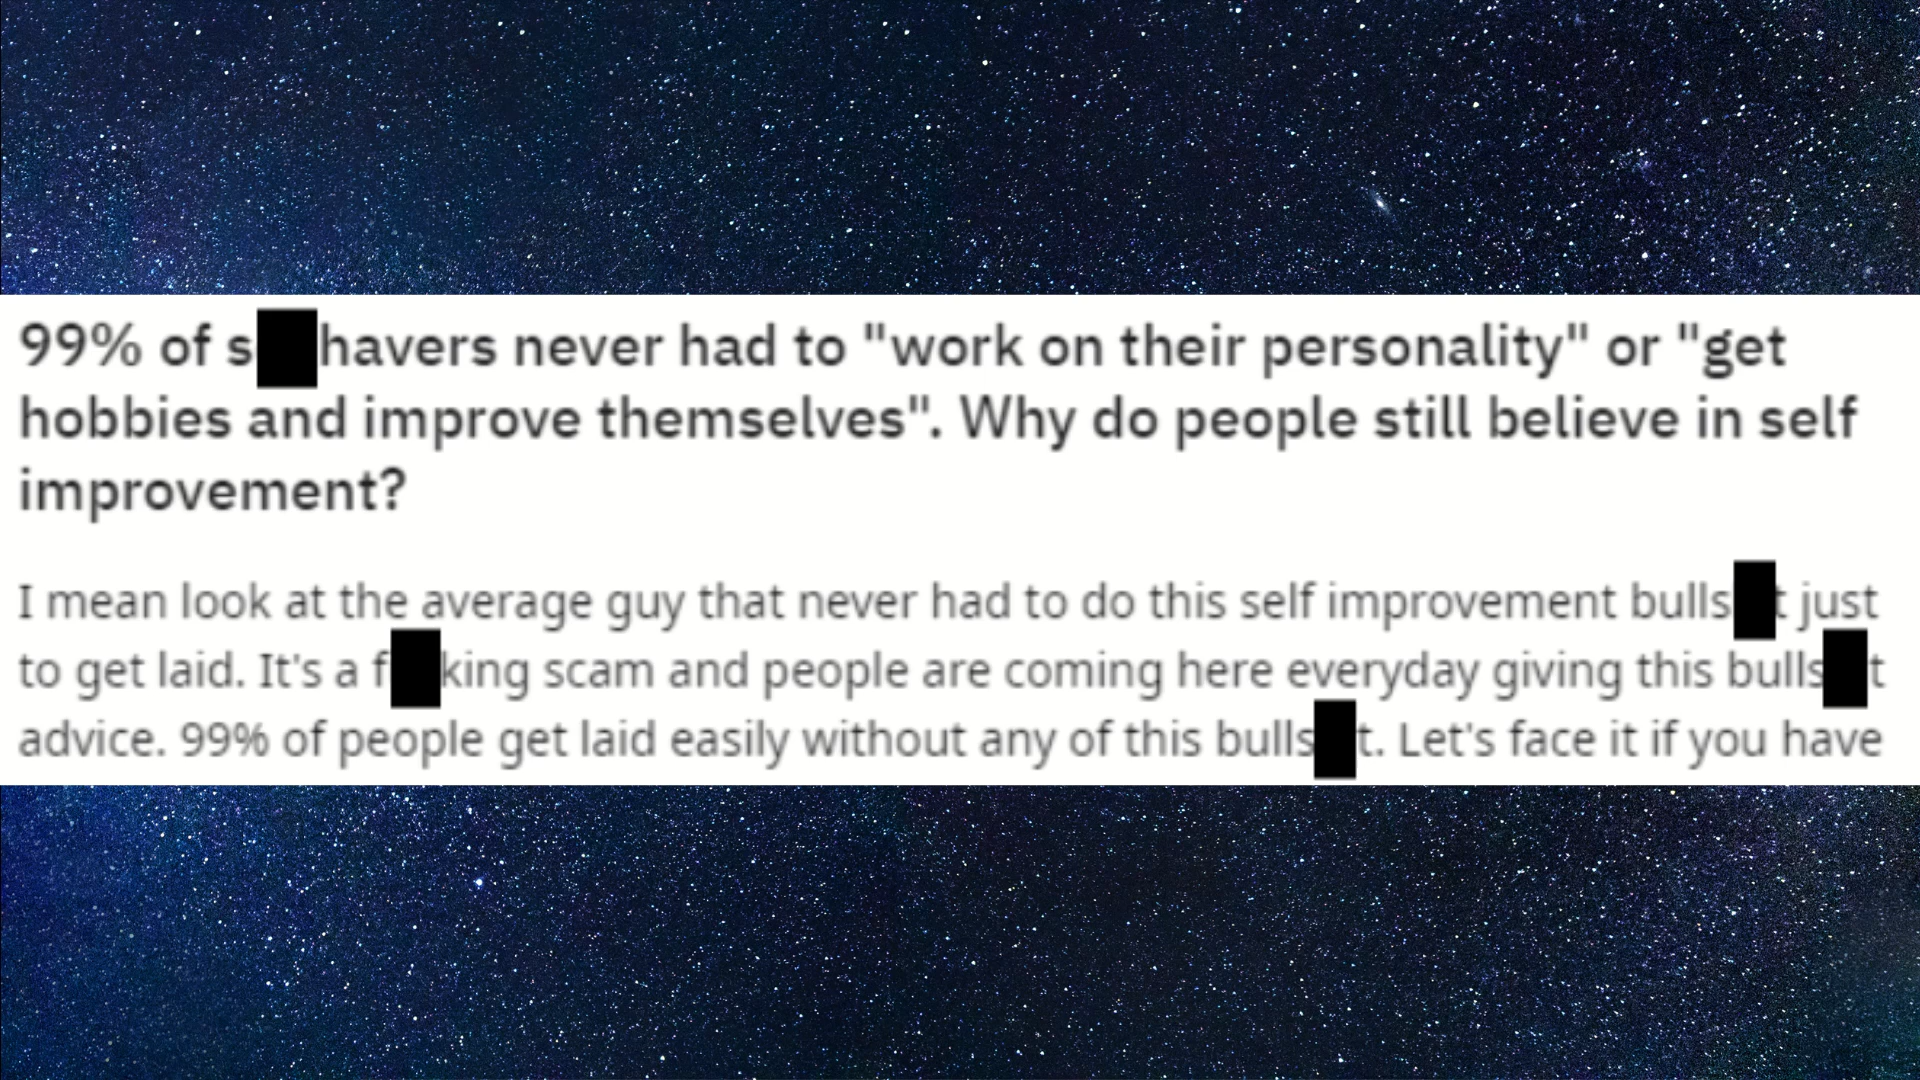 99% of s havers never had to "work on their personality" or "get
hobbies and improve themselves". Why do people still believe in self
improvement?
I mean look at the average guy that never had to do this self improvement bulls t just
to get laid. It's a f king scam and people are coming here everyday giving this bulls t
advice. 99% of people get laid easily without any of this bulls t. Let's face it if you have